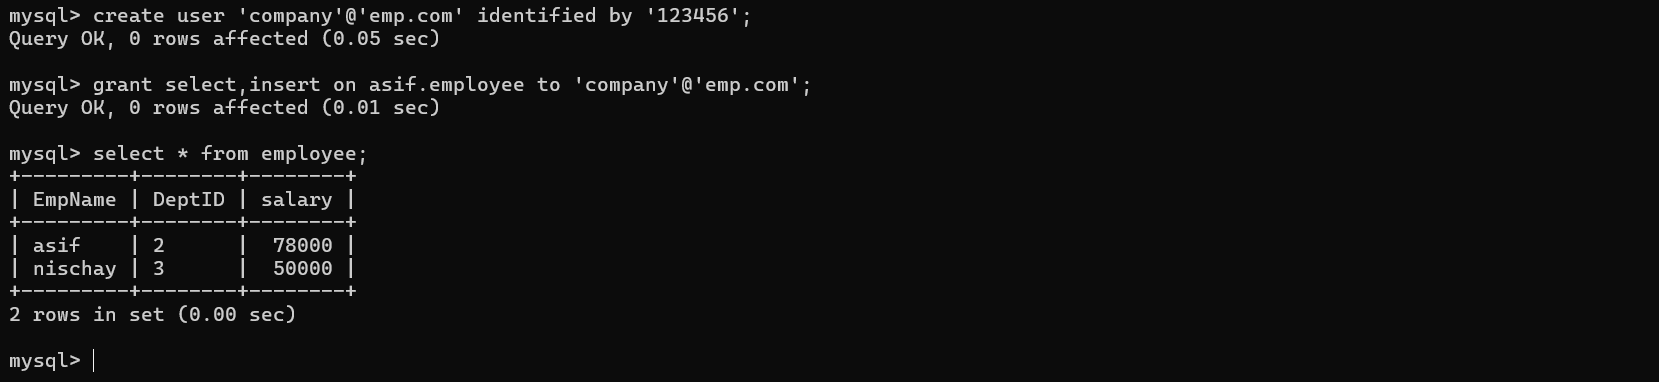 mysql> create user 'company'@'emp.com' identified by '123456';
Query OK, 0 rows affected (0.05 sec)
mysql> grant select,insert on asif.employee to 'company'@'emp.com';
Query OK, 0 rows affected (0.01 sec)
mysql> select * from employee;
+---------+--------+--------+
| EmpName | DeptID | salary |
+---------+--------+--------+
| asif    | 2      |  78000 |
| nischay | 3      |  50000 |
+---------+--------+--------+
2 rows in set (0.00 sec)
mysql>